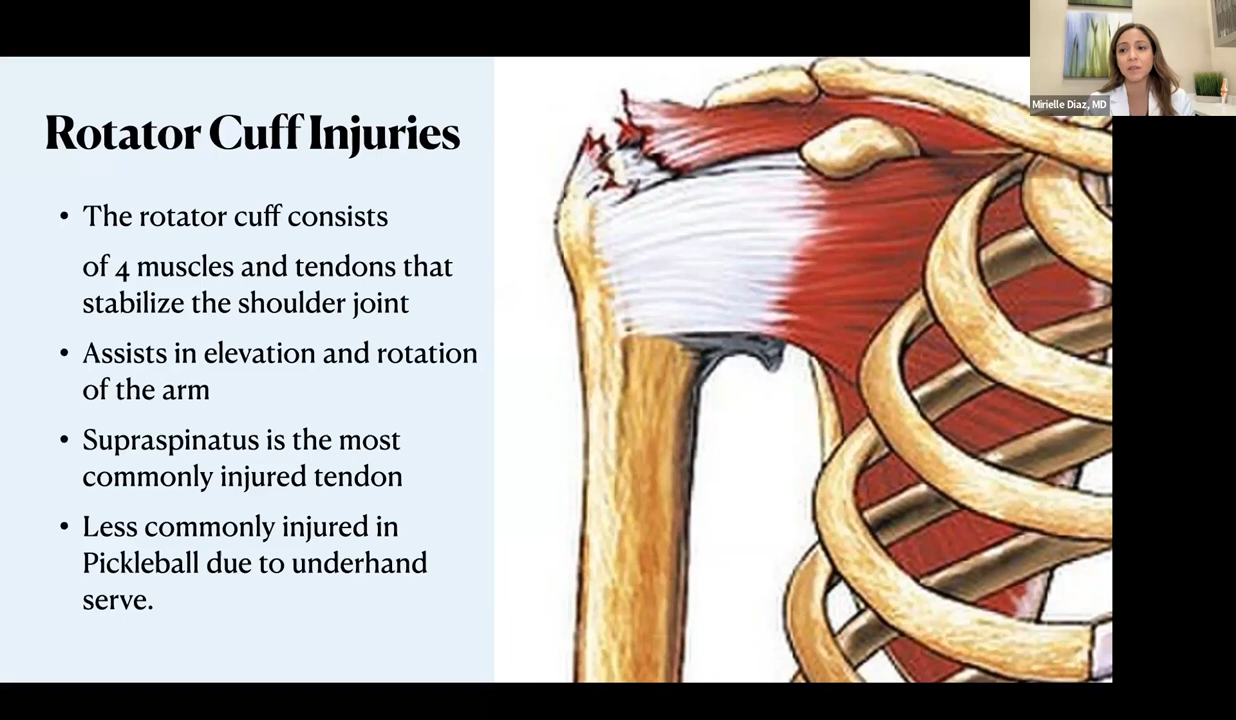 Mirielle Diaz, MD
Rotator Cuff Injuries
• The rotator cuff consists
of 4 muscles and tendons that
stabilize the shoulder joint
• Assists in elevation and rotation
of the arm
• Supraspinatus is the most
commonly injured tendon
• Less commonly injured in
Pickleball due to underhand
serve.